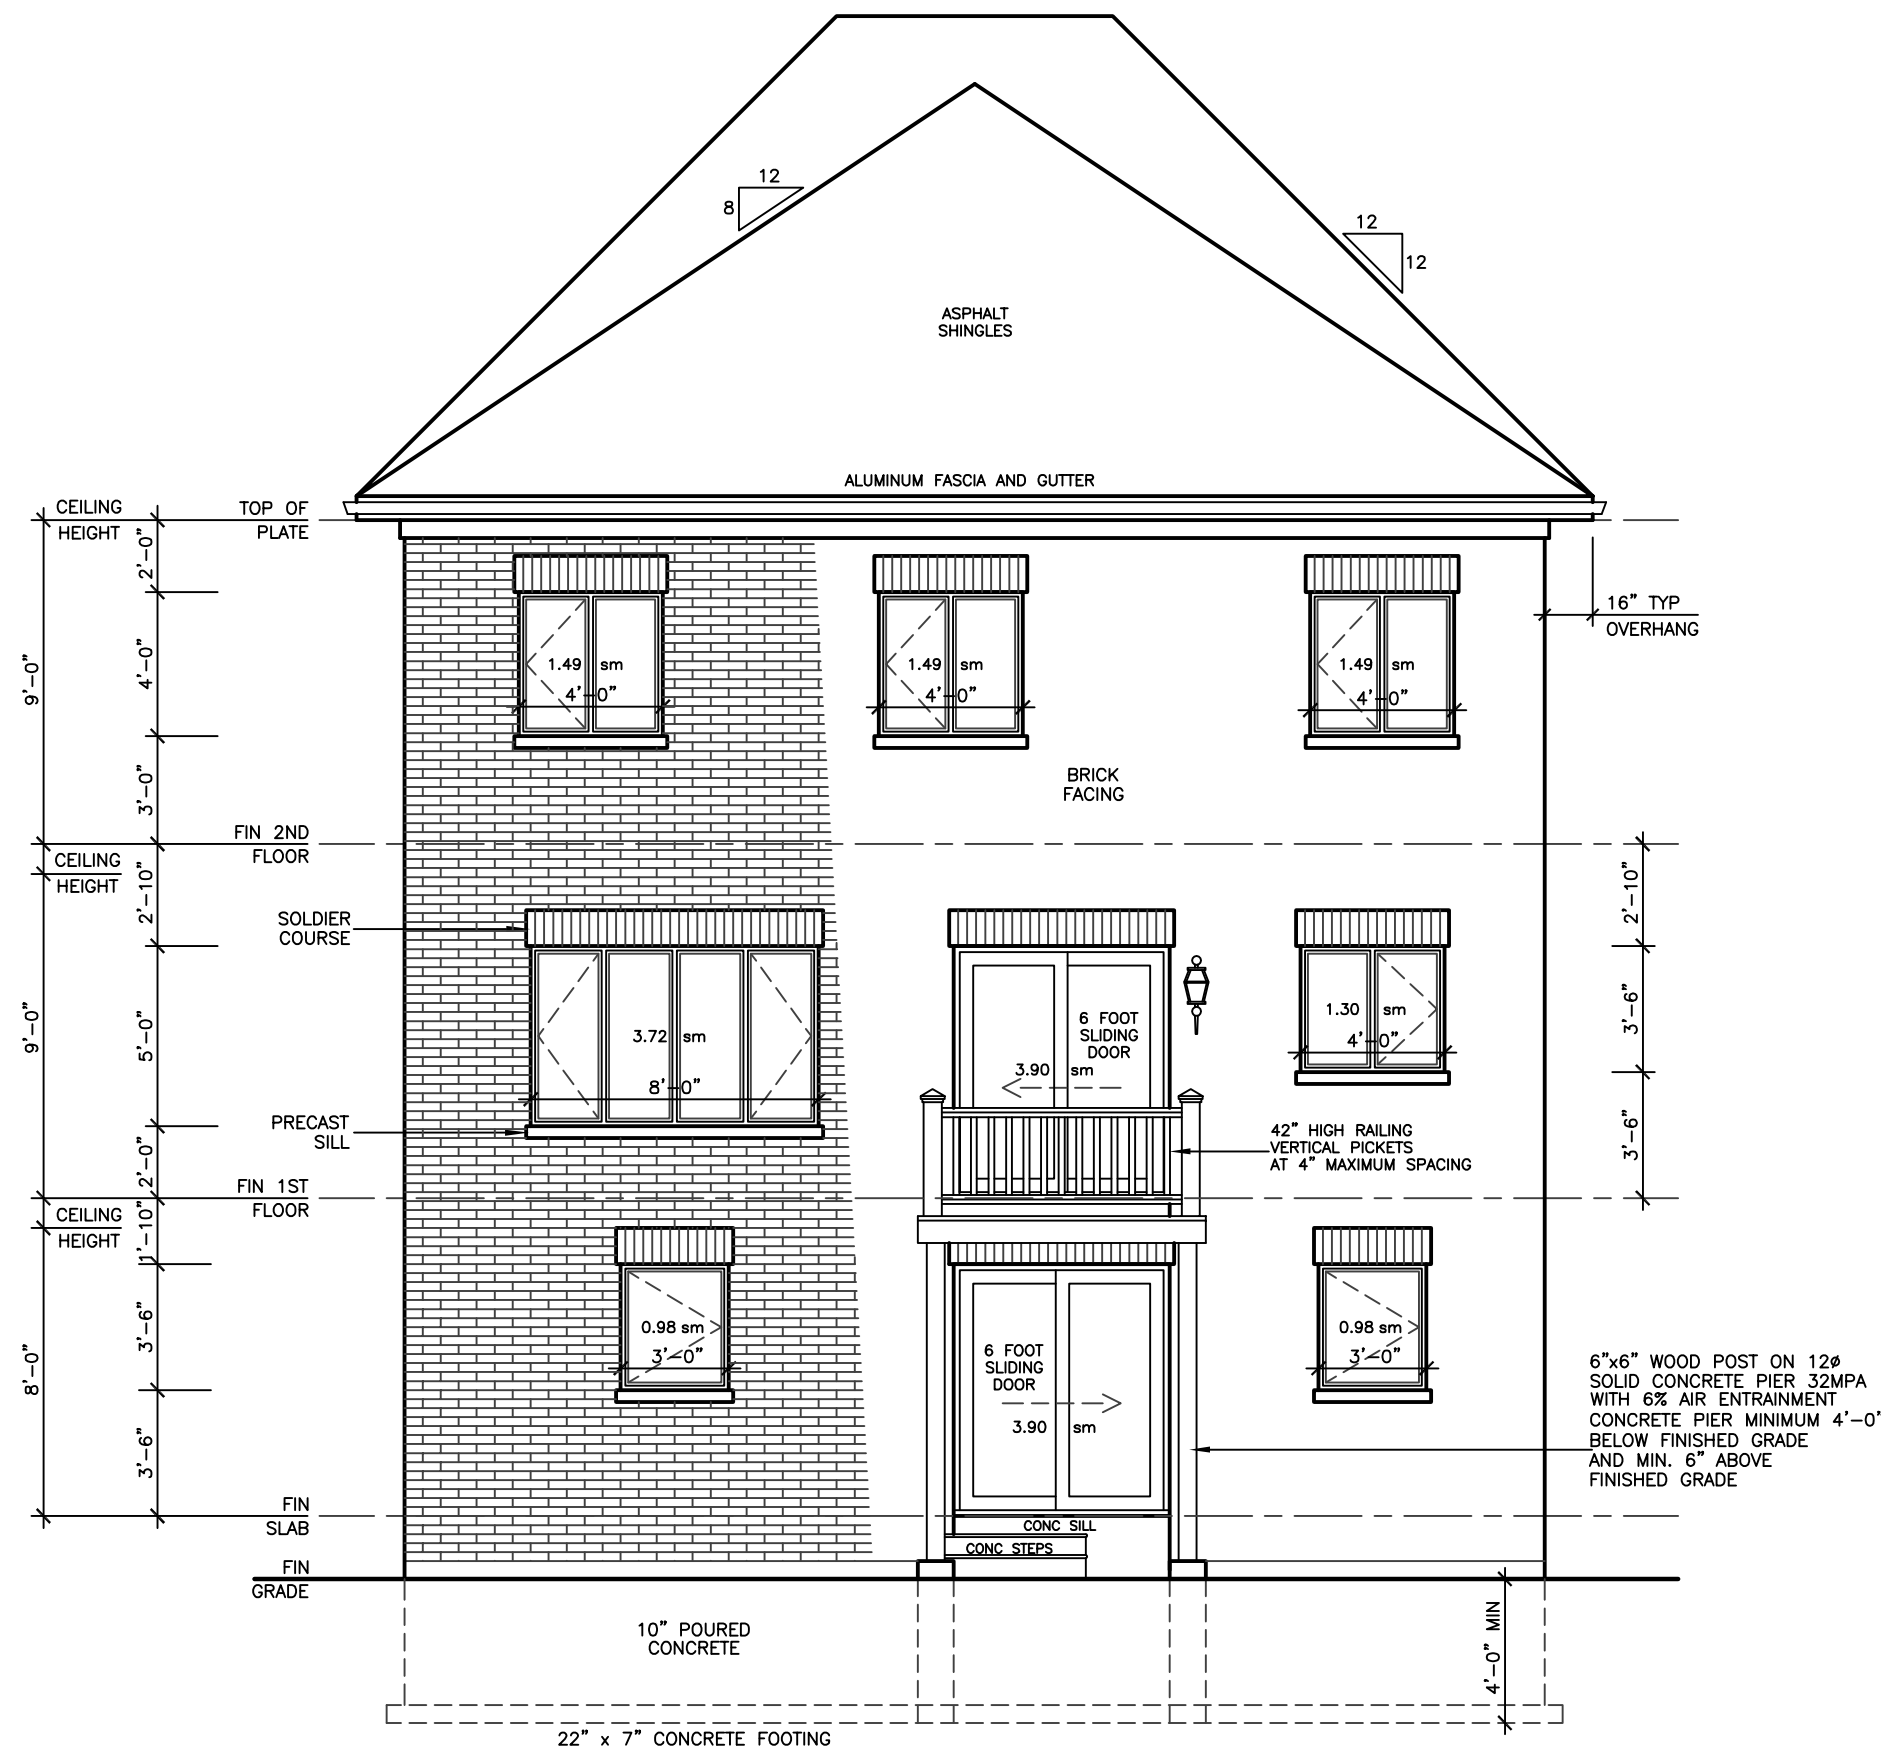 12
8
12
12
ASPHALT
SHINGLES
ALUMINUM FASCIA AND GUTTER
CEILING
HEIGHT
TOP OF
PLATE
2'-0"
4'-0"
3'-0"
9'-0"
16" TYP
OVERHANG
1.49 sm
4'-0"
1.49 sm
4'-0"
1.49 sm
4'-0"
BRICK
FACING
FIN 2ND
FLOOR
CEILING
HEIGHT
2'-10"
5'-0"
2'-0"
9'-0"
SOLDIER
COURSE
PRECAST
SILL
3.72 sm
8'-0"
6 FOOT
SLIDING
DOOR
3.90 sm
1.30 sm
4'-0"
2'-10"
3'-6"
3'-6"
42" HIGH RAILING
VERTICAL PICKETS
AT 4" MAXIMUM SPACING
FIN 1ST
FLOOR
CEILING
HEIGHT
1'-10"
3'-6"
3'-6"
8'-0"
0.98 sm
3'-0"
6 FOOT
SLIDING
DOOR
3.90 sm
0.98 sm
3'-0"
6"x6" WOOD POST ON 12ø
SOLID CONCRETE PIER 32MPA
WITH 6% AIR ENTRAINMENT
CONCRETE PIER MINIMUM 4'-0'
BELOW FINISHED GRADE
AND MIN. 6" ABOVE
FINISHED GRADE
FIN
SLAB
CONC SILL
CONC STEPS
FIN
GRADE
10" POURED
CONCRETE
4'-0" MIN
22" x 7" CONCRETE FOOTING